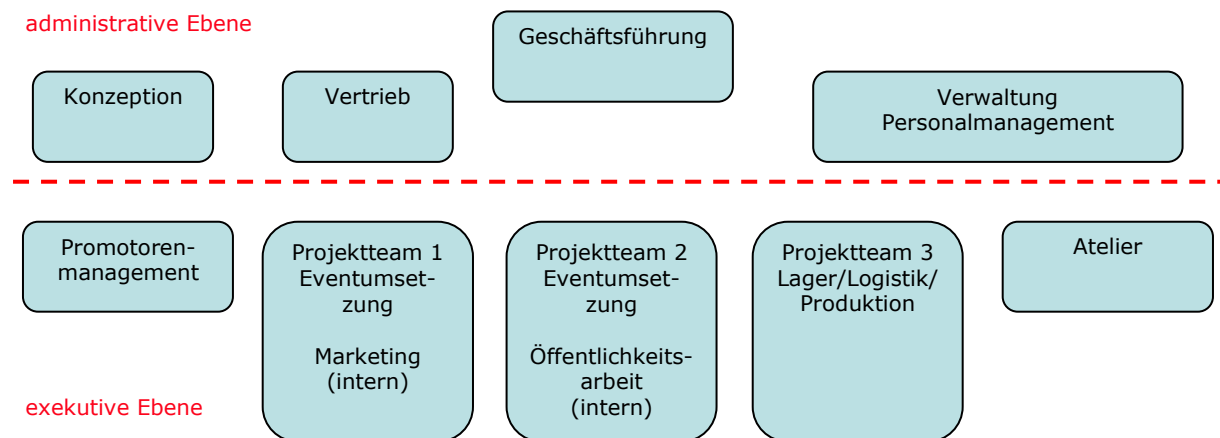 administrative Ebene
Geschäftsführung
Konzeption
Vertrieb
Verwaltung
Personalmanagement
Promotoren-
management
Projektteam 1
Eventumset-
zung
Marketing
(intern)
Projektteam 2
Eventumset-
zung
Öffentlichkeits-
arbeit
(intern)
Projektteam 3
Lager/Logistik/
Produktion
Atelier
exekutive Ebene